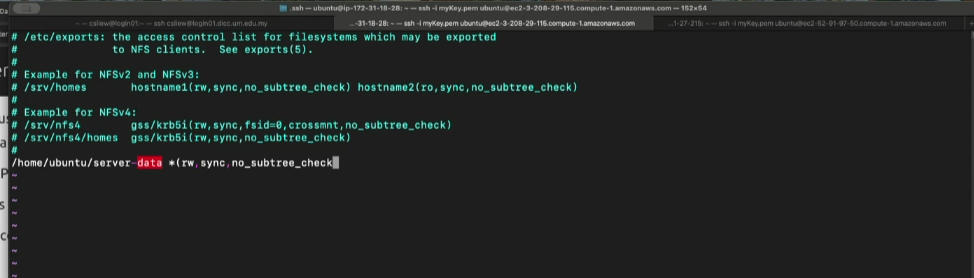 .ssh — ubuntu@ip-172-31-18-28: ~ — ssh -i myKey.pem ubuntu@ec2-3-208-29-115.compute-1.amazonaws.com — 152×54
~ — csliew@login01:~ — ssh csliew@login01.dicc.um.edu.my
...-31-18-28: ~ — ssh -i myKey.pem ubuntu@ec2-3-208-29-115.compute-1.amazonaws.com
...1-27-215: ~ — ssh -i myKey.pem ubuntu@ec2-52-91-97-50.compute-1.amazonaws.com
# /etc/exports: the access control list for filesystems which may be exported
#               to NFS clients.  See exports(5).
#
# Example for NFSv2 and NFSv3:
# /srv/homes       hostname1(rw,sync,no_subtree_check) hostname2(ro,sync,no_subtree_check)
#
# Example for NFSv4:
# /srv/nfs4        gss/krb5i(rw,sync,fsid=0,crossmnt,no_subtree_check)
# /srv/nfs4/homes  gss/krb5i(rw,sync,no_subtree_check)
#
/home/ubuntu/server-data *(rw,sync,no_subtree_check
~
~
~
~
~
~
~
~